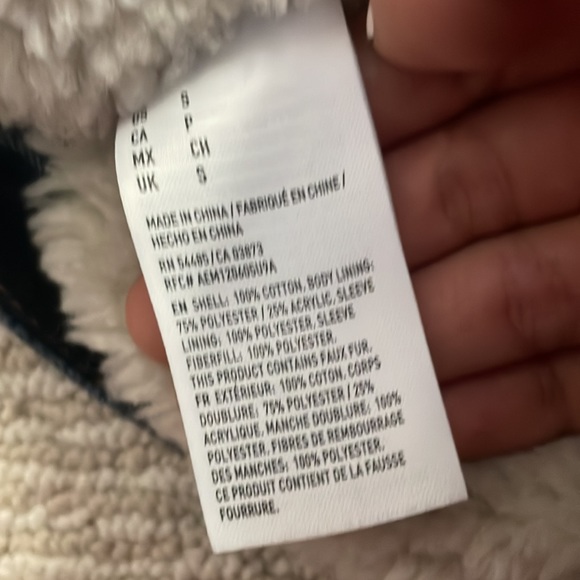 US S
CA P
MX CH
UK S
MADE IN CHINA / FABRIQUÉ EN CHINE /
HECHO EN CHINA
RN 54485 / CA 03873
RFC# AEM120605U9A
EN SHELL: 100% COTTON, BODY LINING:
75% POLYESTER / 25% ACRYLIC, SLEEVE
LINING: 100% POLYESTER, SLEEVE
FIBERFILL: 100% POLYESTER.
THIS PRODUCT CONTAINS FAUX FUR
FR EXTÉRIEUR: 100% COTON, CORPS
DOUBLURE: 75% POLYESTER / 25%
ACRYLIQUE, MANCHE DOUBLURE: 100%
POLYESTER, FIBRES DE REMBOURRAGE
DES MANCHES: 100% POLYESTER.
CE PRODUIT CONTIENT DE LA FAUSSE
FOURRURE.